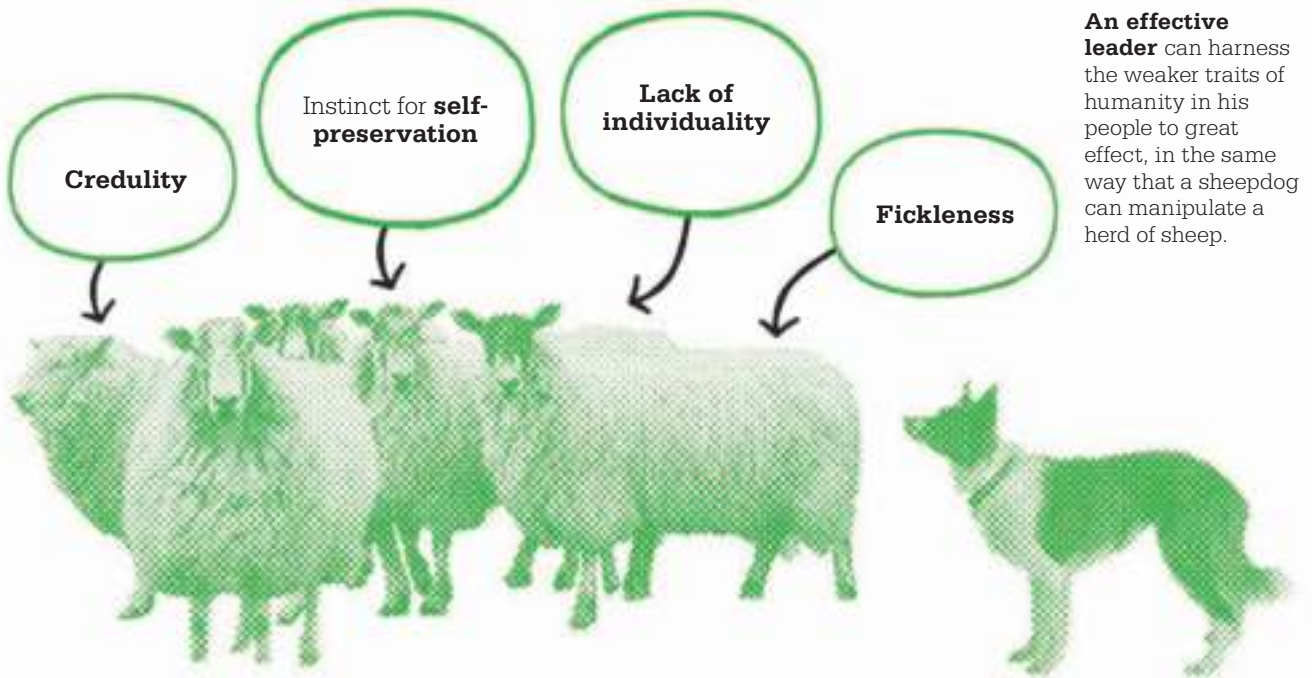 Credulity
Instinct for self-
preservation
Lack of
individuality
Fickleness
An effective
leader can harness
the weaker traits of
humanity in his
people to great
effect, in the same
way that a sheepdog
can manipulate a
herd of sheep.